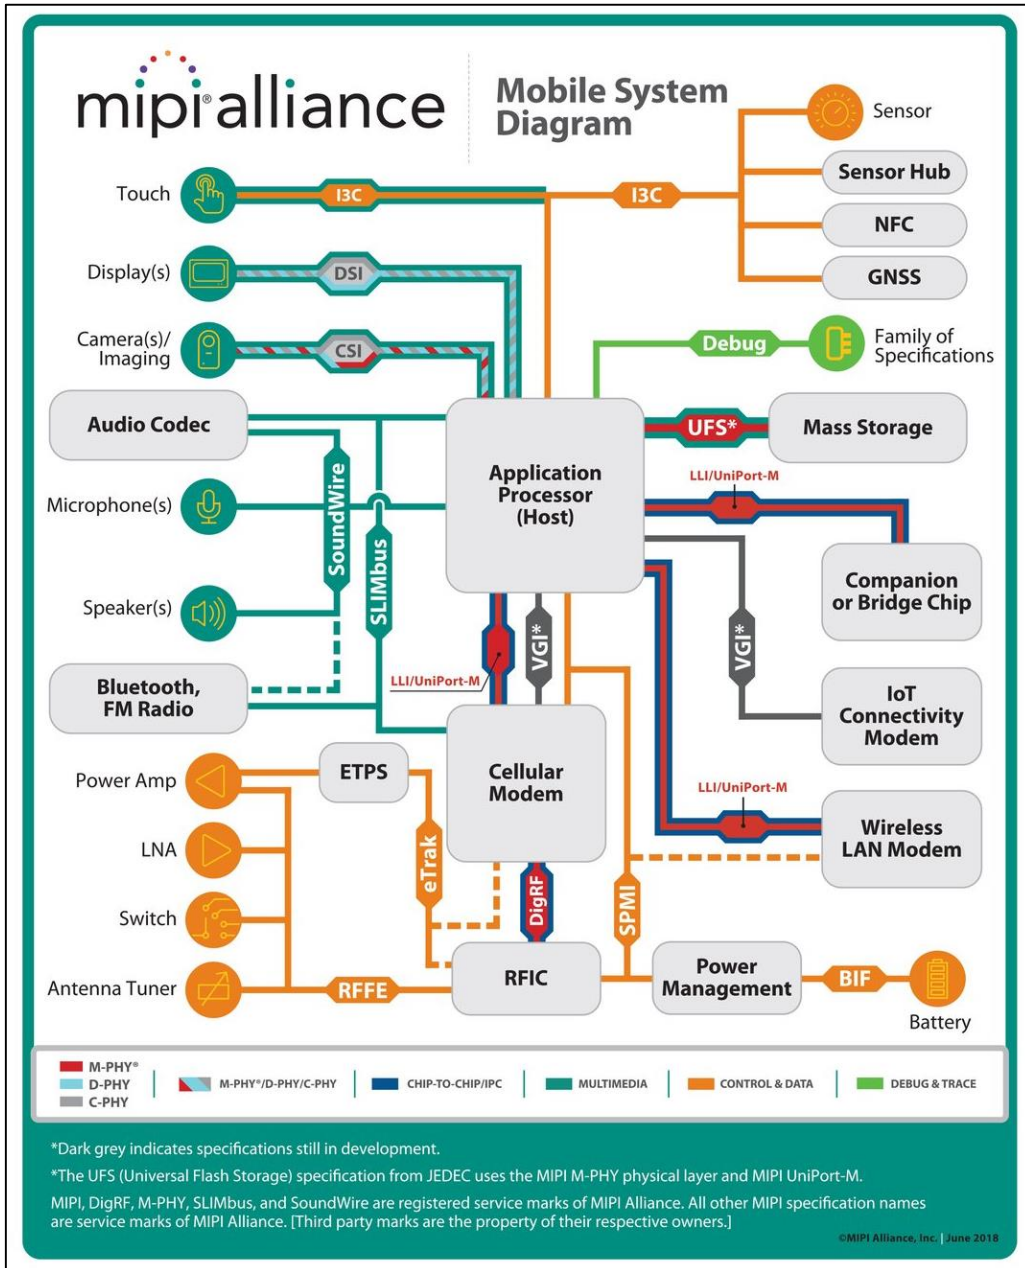 mipi®alliance
Mobile System
Diagram
Sensor
Touch
I3C
I3C
Sensor Hub
NFC
Display(s)
DSI
GNSS
Camera(s)/
Imaging
CSI
Debug
Family of
Specifications
Audio Codec
UFS*
Mass Storage
Application
Processor
(Host)
LLI/UniPort-M
Microphone(s)
SoundWire
SLIMbus
Companion
or Bridge Chip
Speaker(s)
VGI*
VGI*
LLI/UniPort-M
Bluetooth,
FM Radio
IoT
Connectivity
Modem
Power Amp
ETPS
Cellular
Modem
LLI/UniPort-M
Wireless
LAN Modem
LNA
eTrak
DigRF
SPMI
Switch
Antenna Tuner
RFFE
RFIC
Power
Management
BIF
Battery
M-PHY®
D-PHY
C-PHY
M-PHY®/D-PHY/C-PHY
CHIP-TO-CHIP/IPC
MULTIMEDIA
CONTROL & DATA
DEBUG & TRACE
*Dark grey indicates specifications still in development.
*The UFS (Universal Flash Storage) specification from JEDEC uses the MIPI M-PHY physical layer and MIPI UniPort-M.
MIPI, DigRF, M-PHY, SLIMbus, and SoundWire are registered service marks of MIPI Alliance. All other MIPI specification names
are service marks of MIPI Alliance. [Third party marks are the property of their respective owners.]
©MIPI Alliance, Inc. | June 2018